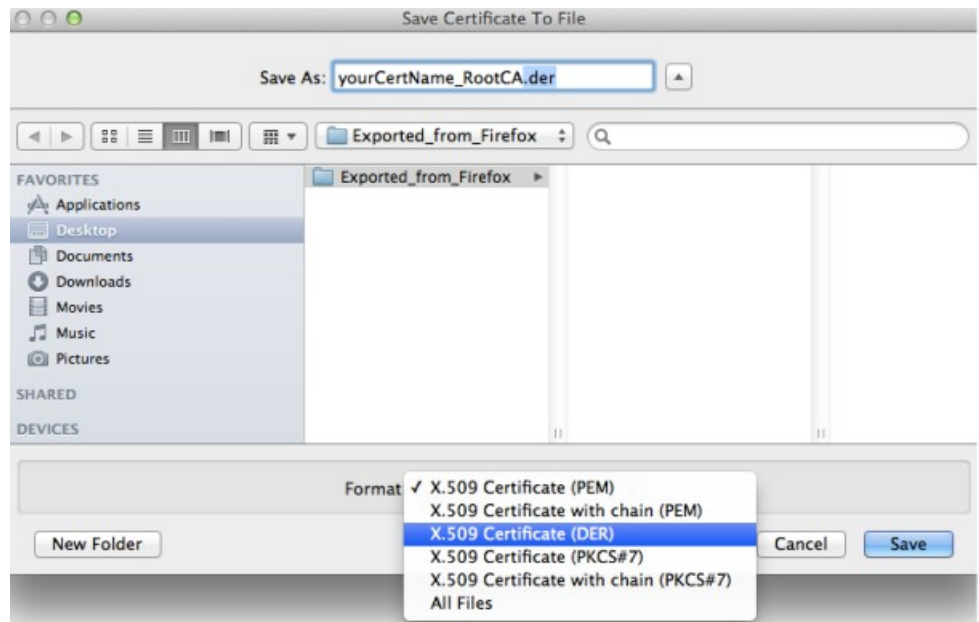 Save Certificate To File
Save As: yourCertName_RootCA.der
Exported_from_Firefox
FAVORITES
Applications
Desktop
Documents
Downloads
Movies
Music
Pictures
SHARED
DEVICES
Exported_from_Firefox
Format
✓ X.509 Certificate (PEM)
X.509 Certificate with chain (PEM)
X.509 Certificate (DER)
X.509 Certificate (PKCS#7)
X.509 Certificate with chain (PKCS#7)
All Files
New Folder
Cancel
Save